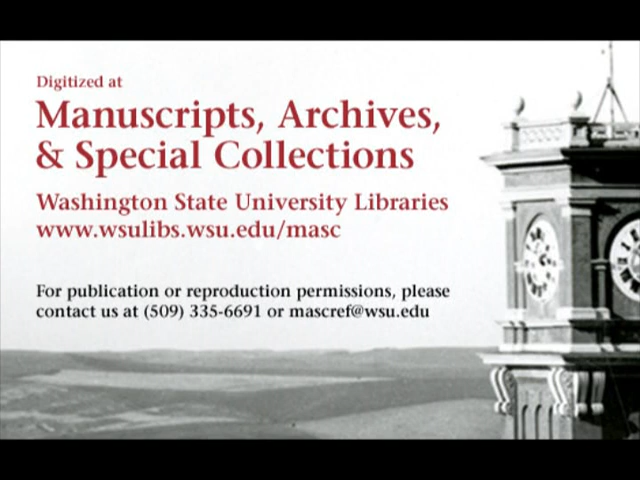 Digitized at
Manuscripts, Archives,
& Special Collections
Washington State University Libraries
www.wsulibs.wsu.edu/masc
For publication or reproduction permissions, please
contact us at (509) 335-6691 or mascref@wsu.edu